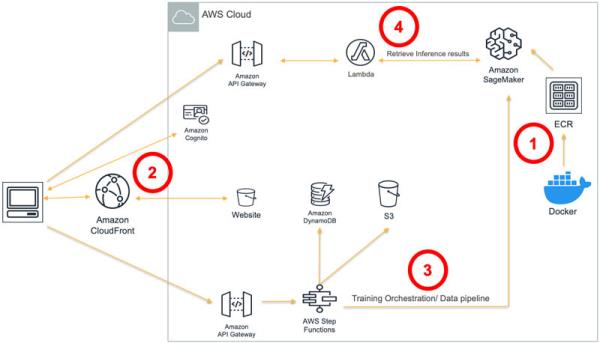 AWS Cloud
4
Amazon
API Gateway
Lambda
Retrieve Inference results
Amazon
SageMaker
ECR
1
Docker
Amazon
Cognito
2
Amazon
CloudFront
Website
Amazon
DynamoDB
S3
3
Training Orchestration/ Data pipeline
Amazon
API Gateway
AWS Step
Functions